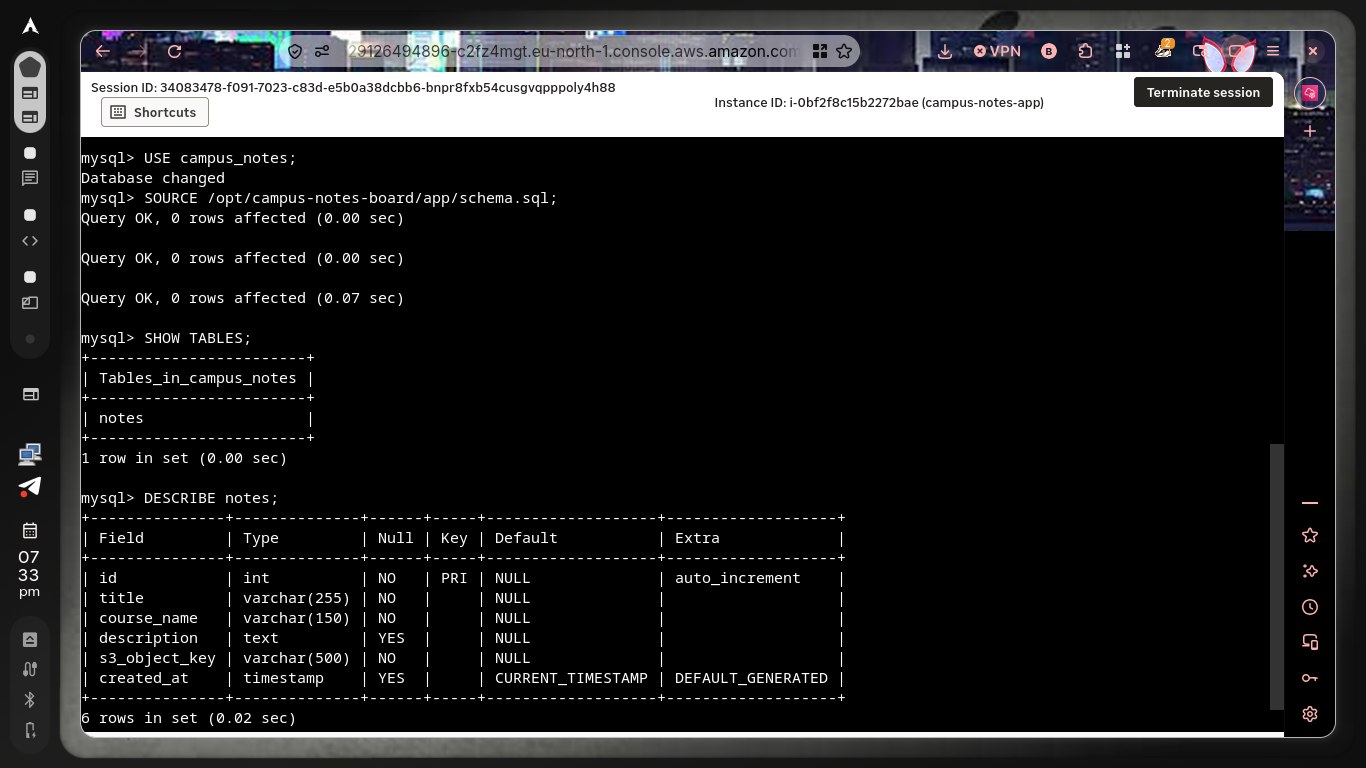 29126494896-c2fz4mgt.eu-north-1.console.aws.amazon.com
VPN
B
2
Session ID: 34083478-f091-7023-c83d-e5b0a38dcbb6-bnpr8fxb54cusgvqpppoly4h88
Shortcuts
Instance ID: i-0bf2f8c15b2272bae (campus-notes-app)
Terminate session
mysql> USE campus_notes;
Database changed
mysql> SOURCE /opt/campus-notes-board/app/schema.sql;
Query OK, 0 rows affected (0.00 sec)
Query OK, 0 rows affected (0.00 sec)
Query OK, 0 rows affected (0.07 sec)
mysql> SHOW TABLES;
+------------------------+
| Tables_in_campus_notes |
+------------------------+
| notes                  |
+------------------------+
1 row in set (0.00 sec)
mysql> DESCRIBE notes;
+---------------+--------------+------+-----+-------------------+-------------------+
| Field         | Type         | Null | Key | Default           | Extra             |
+---------------+--------------+------+-----+-------------------+-------------------+
| id            | int          | NO   | PRI | NULL              | auto_increment    |
| title         | varchar(255) | NO   |     | NULL              |                   |
| course_name   | varchar(150) | NO   |     | NULL              |                   |
| description   | text         | YES  |     | NULL              |                   |
| s3_object_key | varchar(500) | NO   |     | NULL              |                   |
| created_at    | timestamp    | YES  |     | CURRENT_TIMESTAMP | DEFAULT_GENERATED |
+---------------+--------------+------+-----+-------------------+-------------------+
6 rows in set (0.02 sec)
07
33
pm